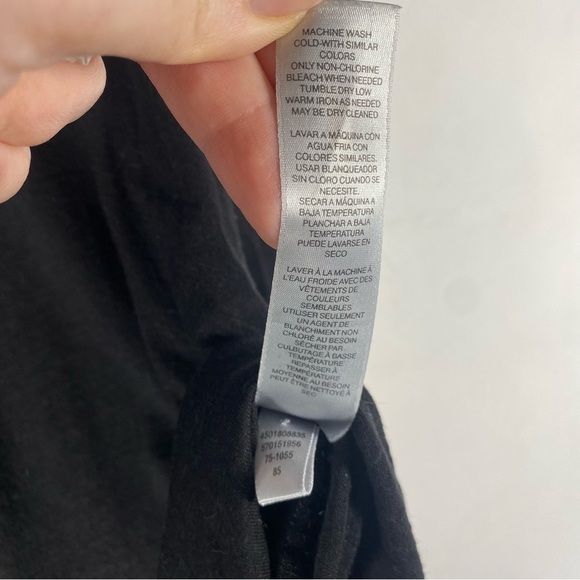 MACHINE WASH
COLD-WITH SIMILAR
COLORS
ONLY NON-CHLORINE
BLEACH WHEN NEEDED
TUMBLE DRY LOW
WARM IRON AS NEEDED
MAY BE DRY CLEANED
LAVAR A MÁQUINA CON
AGUA FRIA CON
COLORES SIMILARES.
USAR BLANQUEADOR
SIN CLORO CUANDO SE
NECESITE.
SECAR A MÁQUINA A
BAJA TEMPERATURA
PLANCHAR A BAJA
TEMPERATURA
PUEDE LAVARSE EN
SECO
LAVER À LA MACHINE À
L'EAU FROIDE AVEC DES
VÊTEMENTS DE
COULEURS
SEMBLABLES
UTILISER SEULEMENT
UN AGENT DE
BLANCHIMENT NON
CHLORÉ AU BESOIN
SÉCHER PAR
CULBUTAGE À BASSE
TEMPÉRATURE
REPASSER À
TEMPÉRATURE
MOYENNE AU BESOIN
PEUT ÊTRE NETTOYÉ À
SEC
570151956
75-1055
85